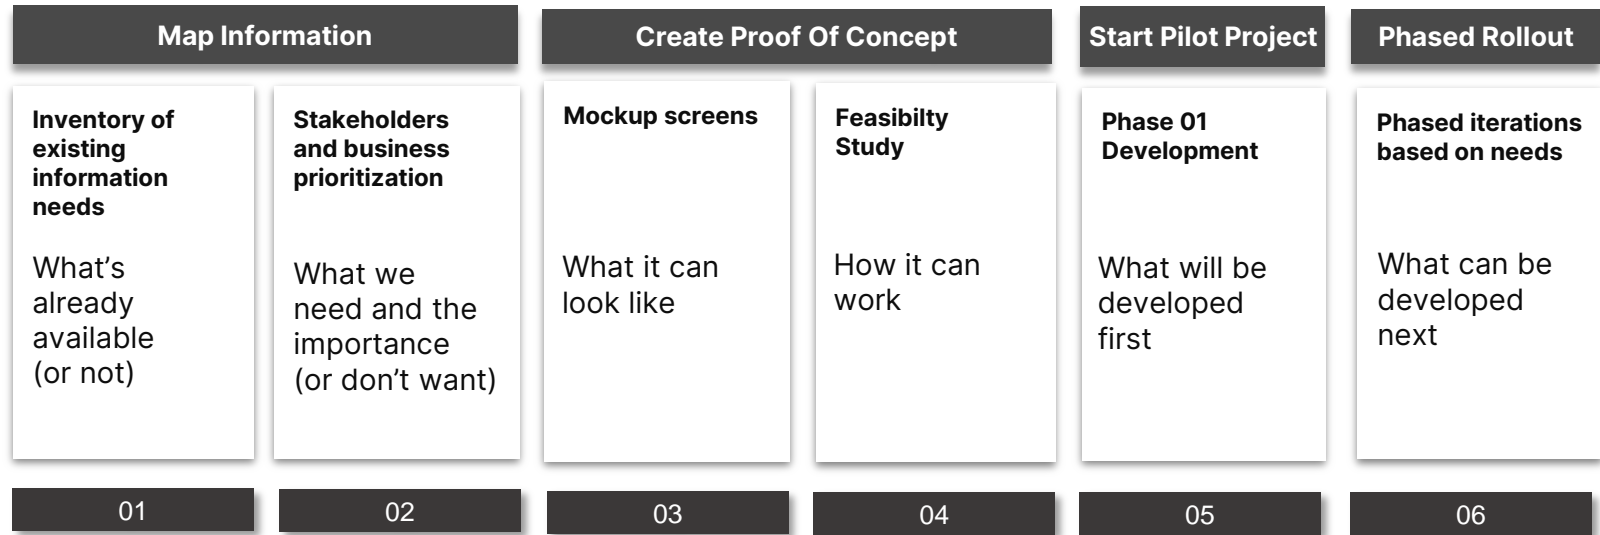 Map Information
Create Proof Of Concept
Start Pilot Project
Phased Rollout
Inventory of
existing
information
needs
What’s
already
available
(or not)
Stakeholders
and business
prioritization
What we
need and the
importance
(or don’t want)
Mockup screens
What it can
look like
Feasibilty
Study
How it can
work
Phase 01
Development
What will be
developed
first
Phased iterations
based on needs
What can be
developed
next
01
02
03
04
05
06